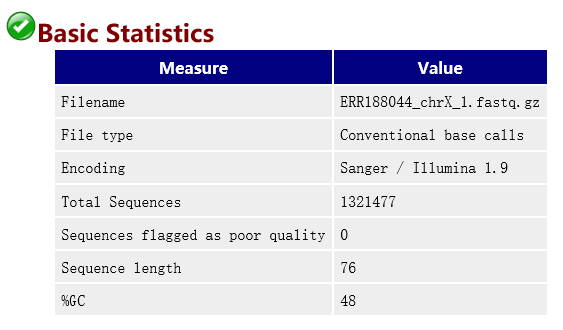 Basic Statistics
Measure Value
Filename ERR188044_chrX_1.fastq.gz
File type Conventional base calls
Encoding Sanger / Illumina 1.9
Total Sequences 1321477
Sequences flagged as poor quality 0
Sequence length 76
%GC 48